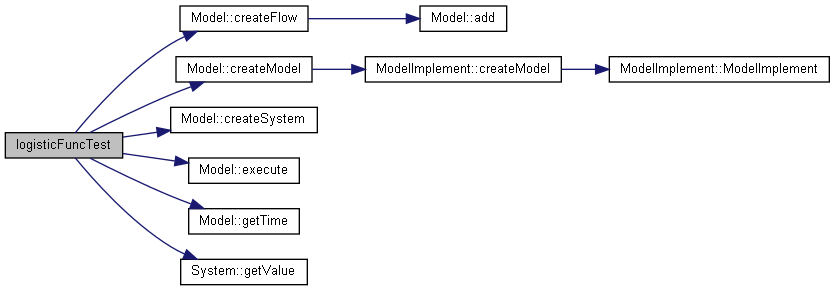 Model::createFlow
Model::add
Model::createModel
ModelImplement::createModel
ModelImplement::ModelImplement
Model::createSystem
logisticFuncTest
Model::execute
Model::getTime
System::getValue